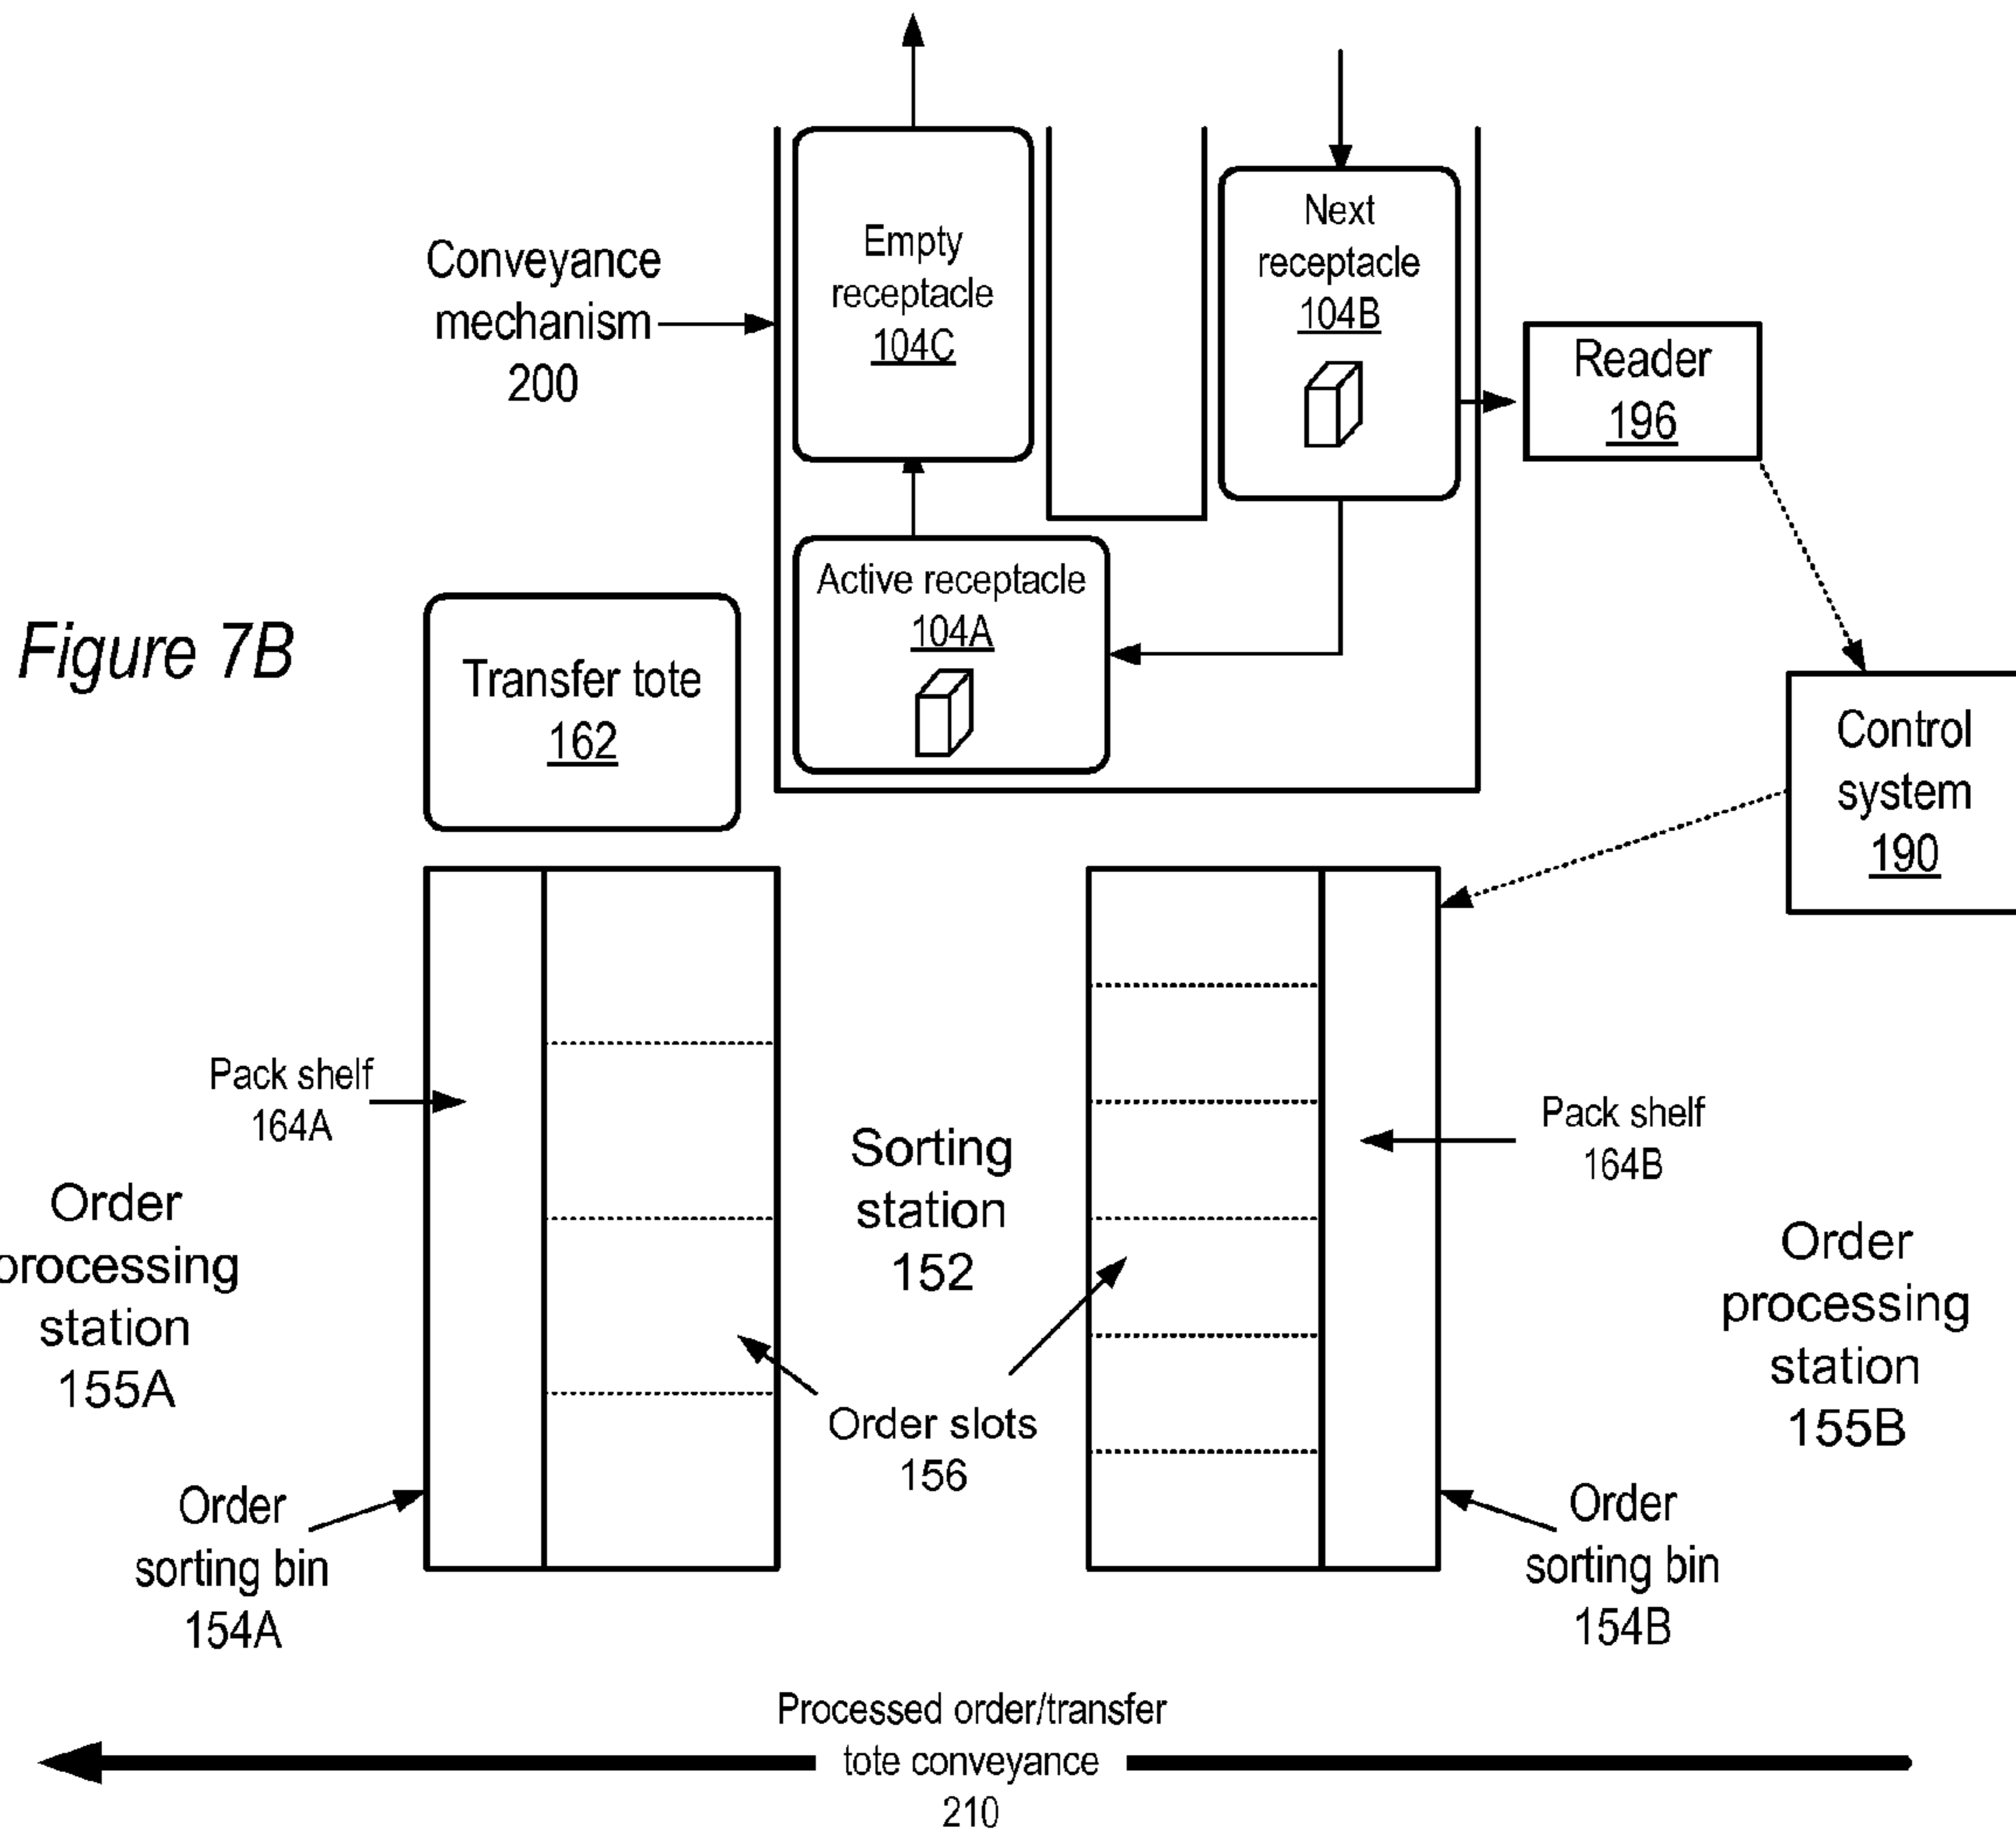 Conveyance
mechanism
200
Empty
receptacle
104C
Next
receptacle
104B
Reader
196
Active receptacle
104A
Figure 7B
Transfer tote
162
Control
system
190
Pack shelf
164A
Sorting
station
152
Pack shelf
164B
Order
processing
station
155A
Order
processing
station
155B
Order slots
156
Order
sorting bin
154A
Order
sorting bin
154B
Processed order/transfer
tote conveyance
210